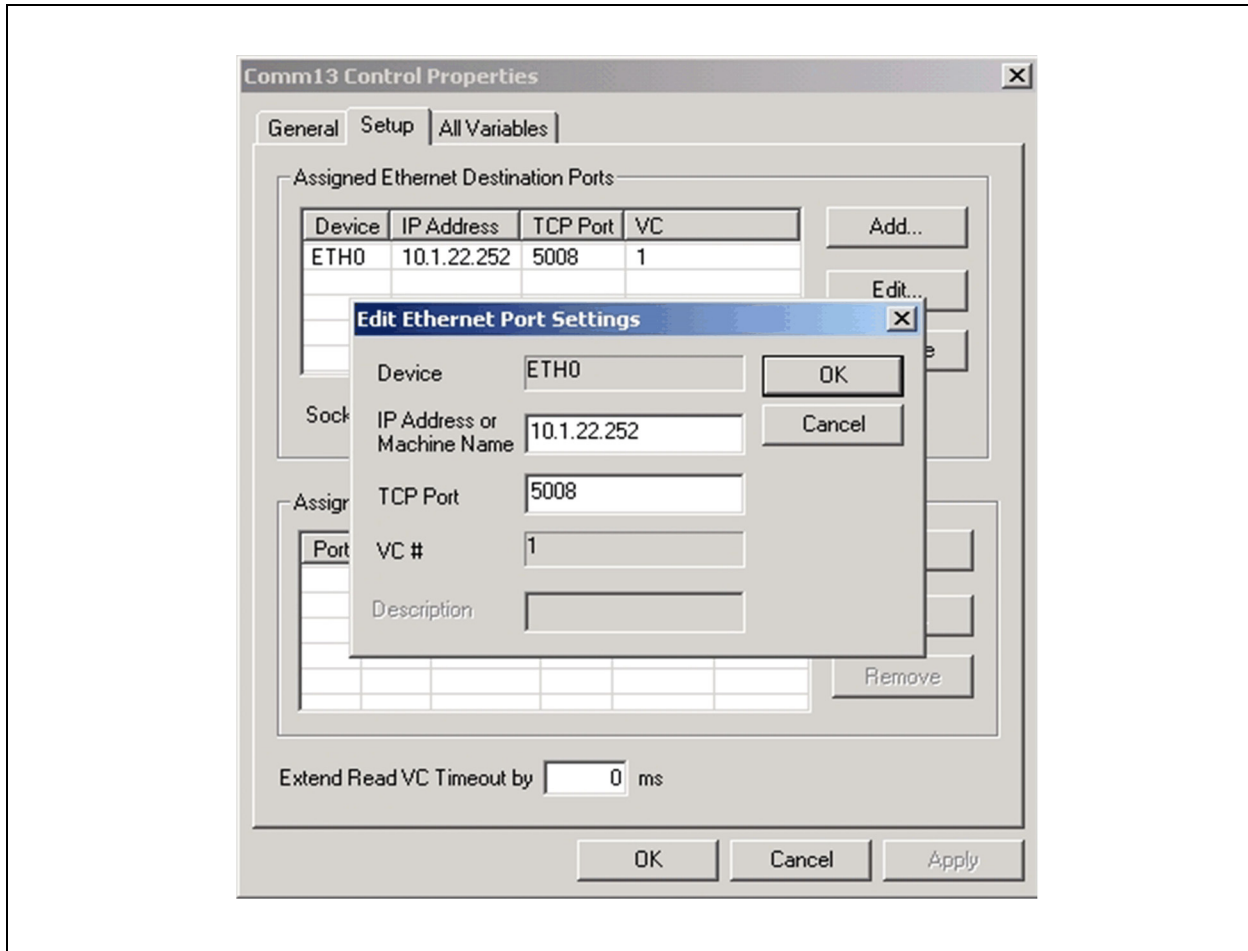 Comm13 Control Properties
General Setup All Variables
Assigned Ethernet Destination Ports
Device IP Address TCP Port VC
ETH0 10.1.22.252 5008 1
Add...
Edit...
Edit Ethernet Port Settings
Device ETH0 OK
IP Address or
Machine Name 10.1.22.252 Cancel
TCP Port 5008
VC # 1
Description
Port
Remove
Extend Read VC Timeout by 0 ms
OK Cancel Apply